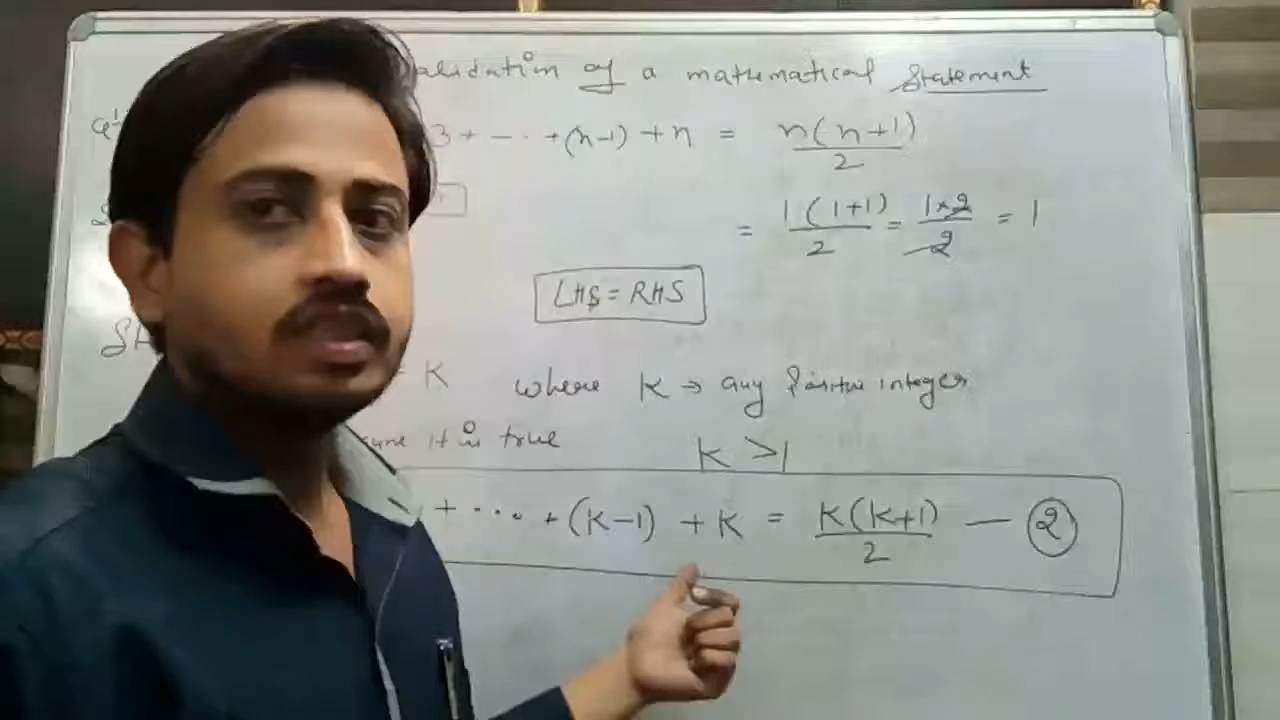 alidation of a mathematical Statement
3 + - - . . + (n-1) + n = n(n+1)/2
= 1(1+1)/2 = 1×2/2 = 1
LHS = RHS
= K where K → any Positive integer
sume it is true K >1
+ . . . . + (K-1) + K = K(K+1)/2 — ②